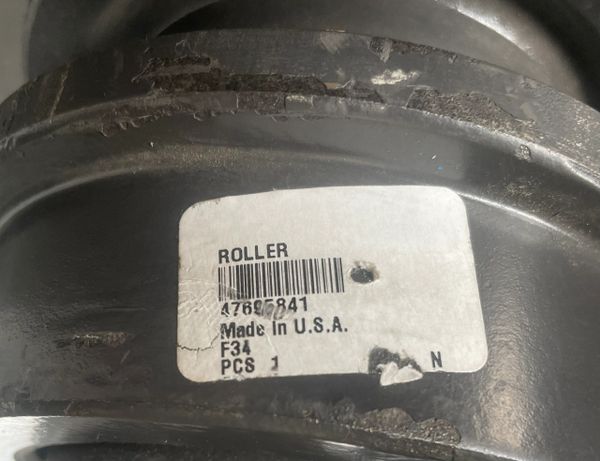 ROLLER
47695841
Made In U.S.A.
F34
PCS 1
N